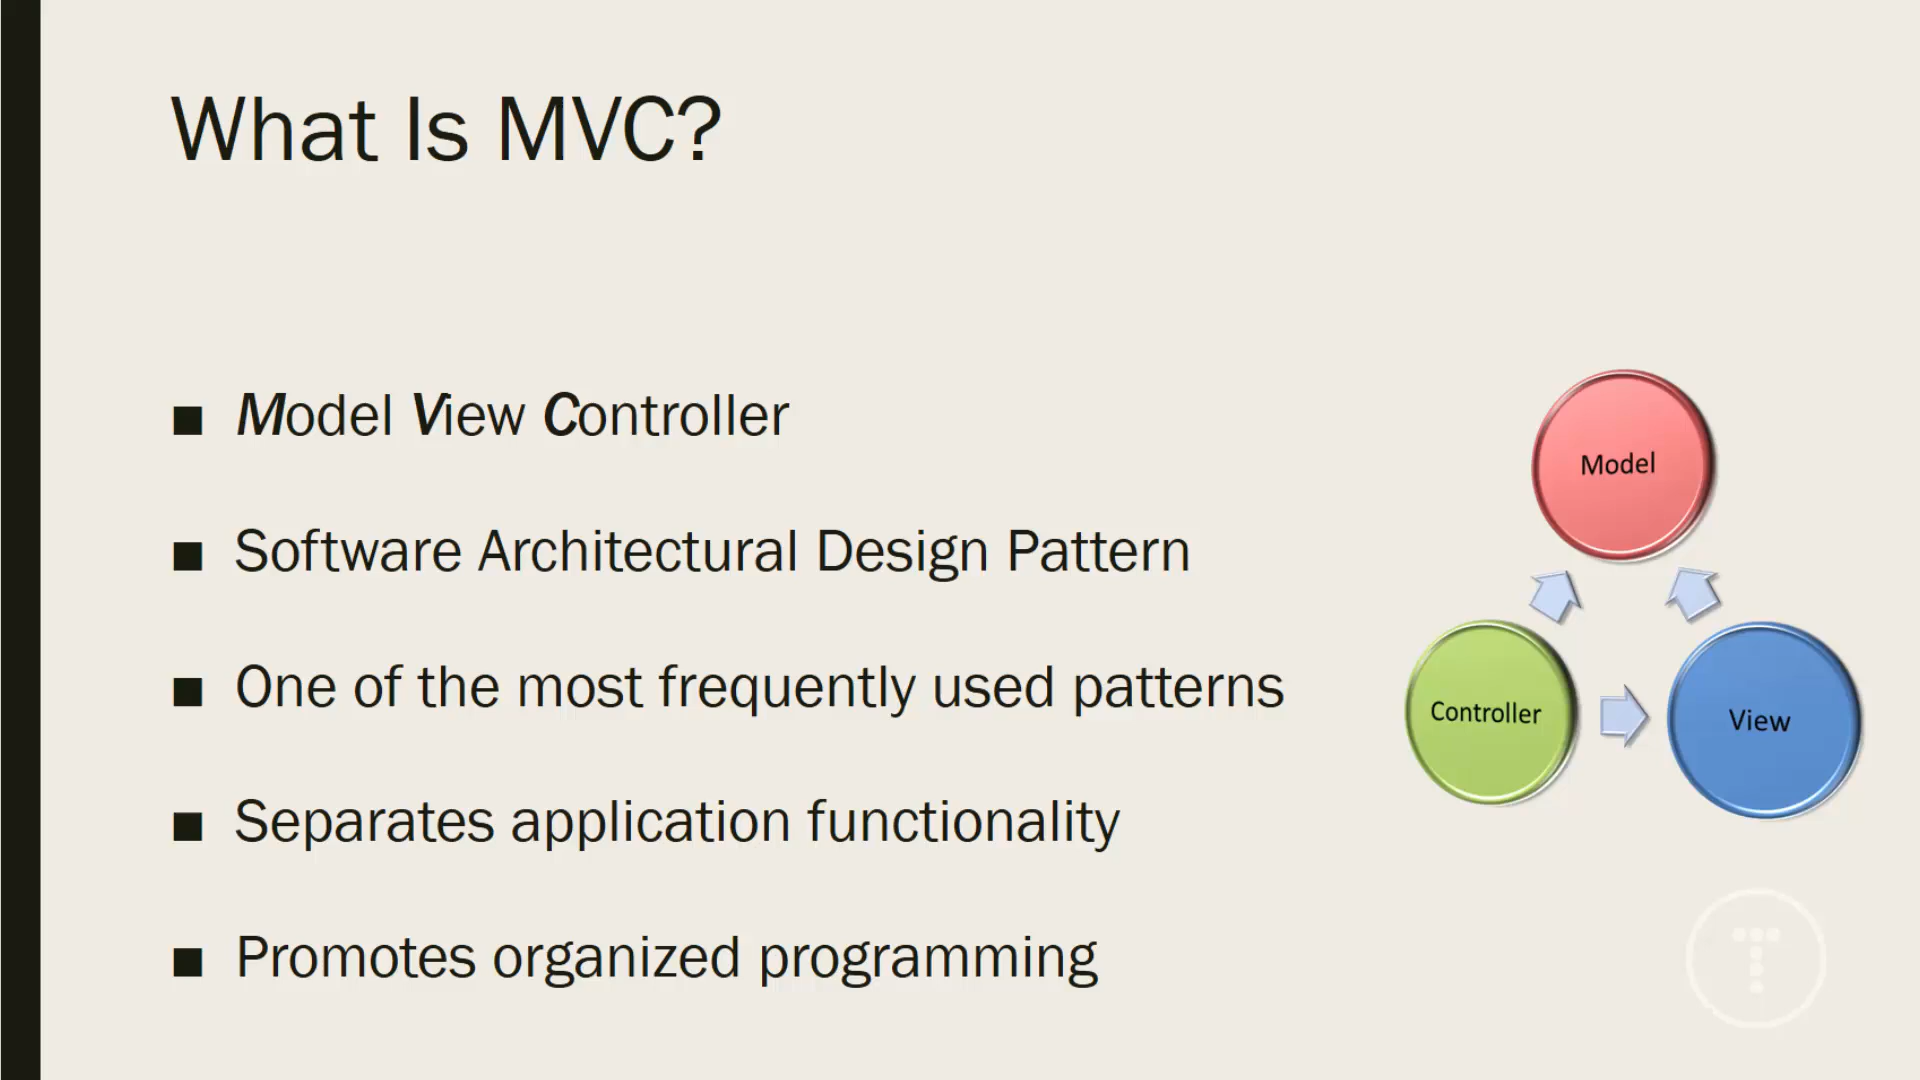 What Is MVC?
■ Model View Controller
■ Software Architectural Design Pattern
■ One of the most frequently used patterns
■ Separates application functionality
■ Promotes organized programming
Model
Controller
View
T